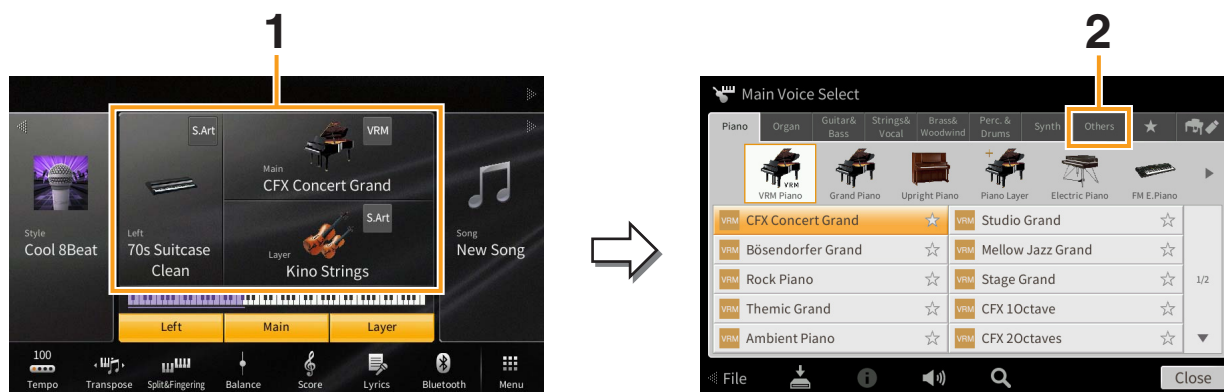 1
S.Art
VRM
Main
CFX Concert Grand
S.Art
Style
Cool 8Beat
Left
70s Suitcase
Clean
Layer
Kino Strings
Song
New Song
Left
Main
Layer
100
Tempo
Transpose
Split&Fingering
Balance
Score
Lyrics
Bluetooth
Menu
2
Main Voice Select
Piano
Organ
Guitar&
Bass
Strings&
Vocal
Brass&
Woodwind
Perc. &
Drums
Synth
Others
VRM
VRM Piano
Grand Piano
Upright Piano
Piano Layer
Electric Piano
FM E.Piano
VRM CFX Concert Grand
VRM Studio Grand
VRM Bösendorfer Grand
VRM Mellow Jazz Grand
VRM Rock Piano
VRM Stage Grand
1/2
VRM Themic Grand
VRM CFX 1Octave
VRM Ambient Piano
VRM CFX 2Octaves
File
Close